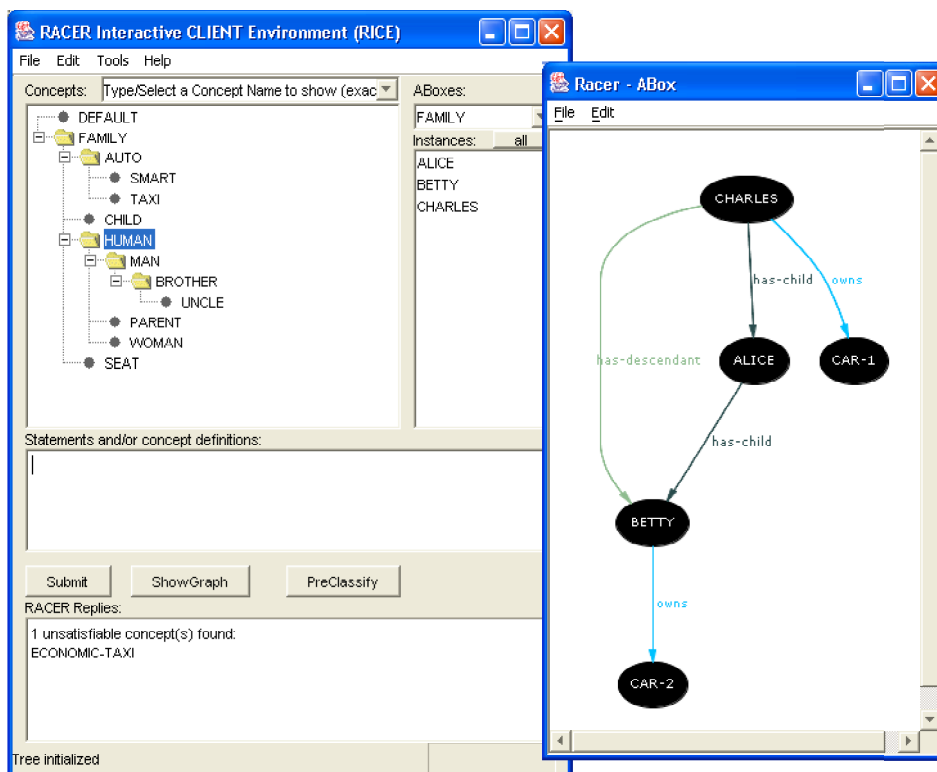 RACER Interactive CLIENT Environment (RICE)
File Edit Tools Help
Concepts: Type/Select a Concept Name to show (exac
DEFAULT
FAMILY
AUTO
SMART
TAXI
CHILD
HUMAN
MAN
BROTHER
UNCLE
PARENT
WOMAN
SEAT
ABoxes:
FAMILY
Instances: all
ALICE
BETTY
CHARLES
Statements and/or concept definitions:
Submit ShowGraph PreClassify
RACER Replies:
1 unsatisfiable concept(s) found:
ECONOMIC-TAXI
Tree initialized
Racer - ABox
File Edit
CHARLES
has-child owns
has-descendant ALICE CAR-1
has-child
BETTY
owns
CAR-2